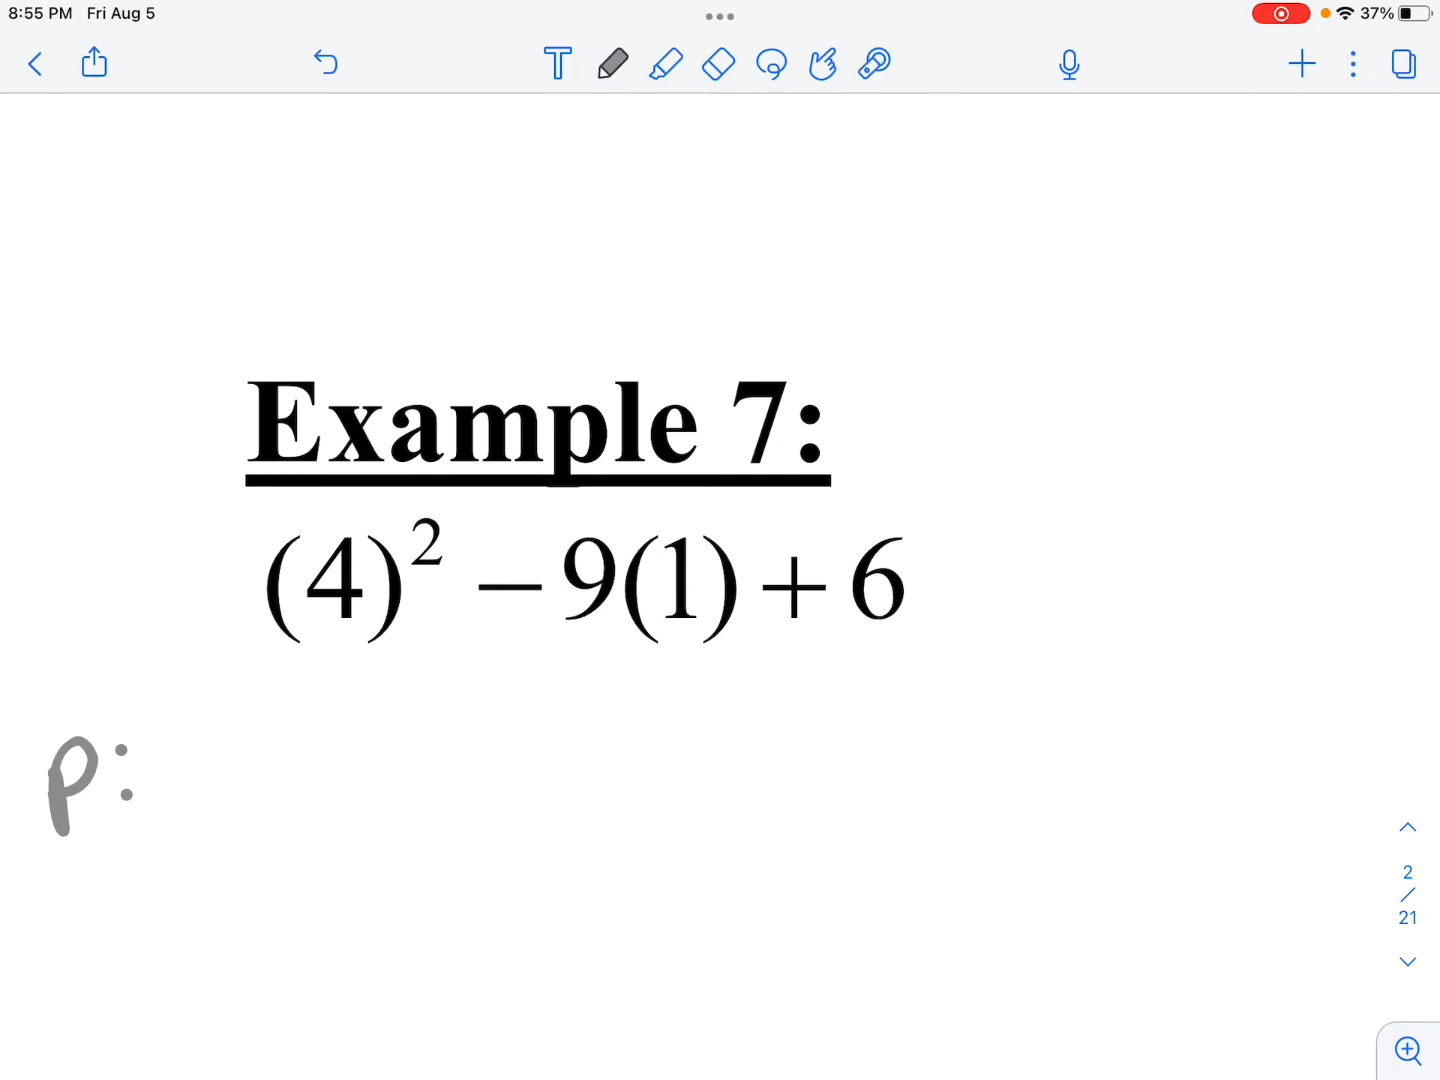 8:55 PM Fri Aug 5
37%
T
Example 7:
(4)² − 9(1) + 6
P:
2
/
21